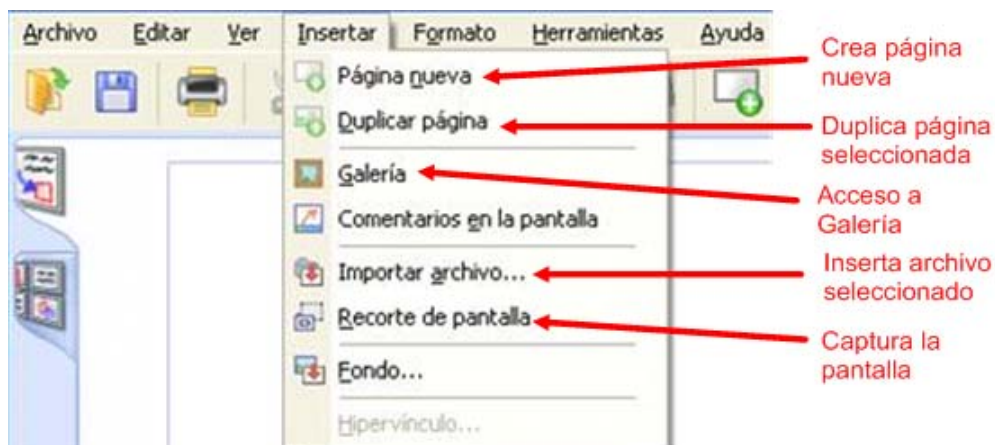 Archivo Editar Ver Insertar Formato Herramientas Ayuda
Página nueva
Duplicar página
Galería
Comentarios en la pantalla
Importar archivo...
Recorte de pantalla
Fondo...
Hipervínculo...
Crea página
nueva
Duplica página
seleccionada
Acceso a
Galería
Inserta archivo
seleccionado
Captura la
pantalla